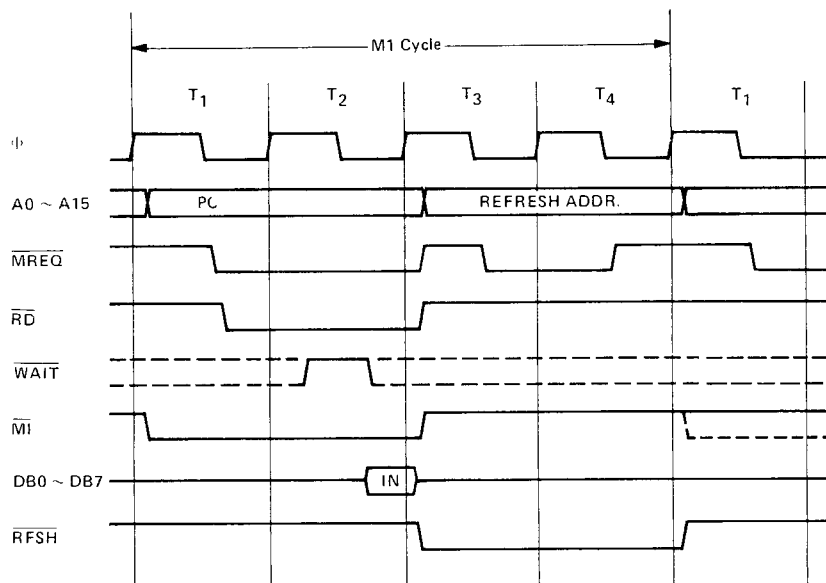 M1 Cycle
T1 T2 T3 T4 T1
Φ
A0 ~ A15 PC REFRESH ADDR.
MREQ
RD
WAIT
MI
DB0 ~ DB7 IN
RFSH